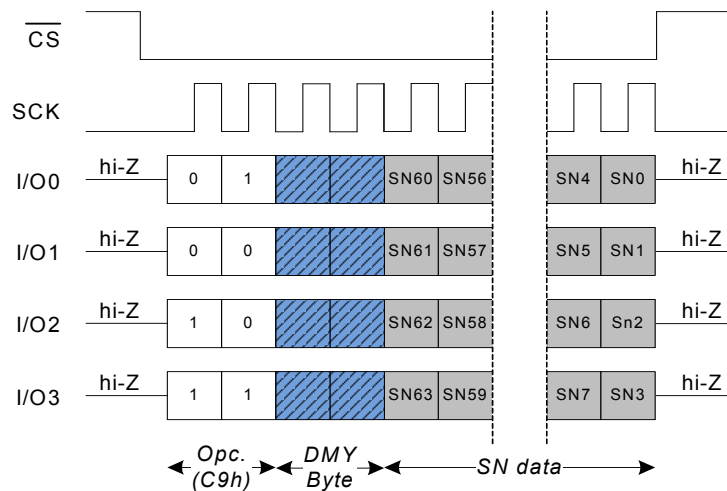 CS
SCK
I/O0 hi-Z 0 1 SN60 SN56 SN4 SN0 hi-Z
I/O1 hi-Z 0 0 SN61 SN57 SN5 SN1 hi-Z
I/O2 hi-Z 1 0 SN62 SN58 SN6 Sn2 hi-Z
I/O3 hi-Z 1 1 SN63 SN59 SN7 SN3 hi-Z
Opc. DMY SN data
(C9h) Byte